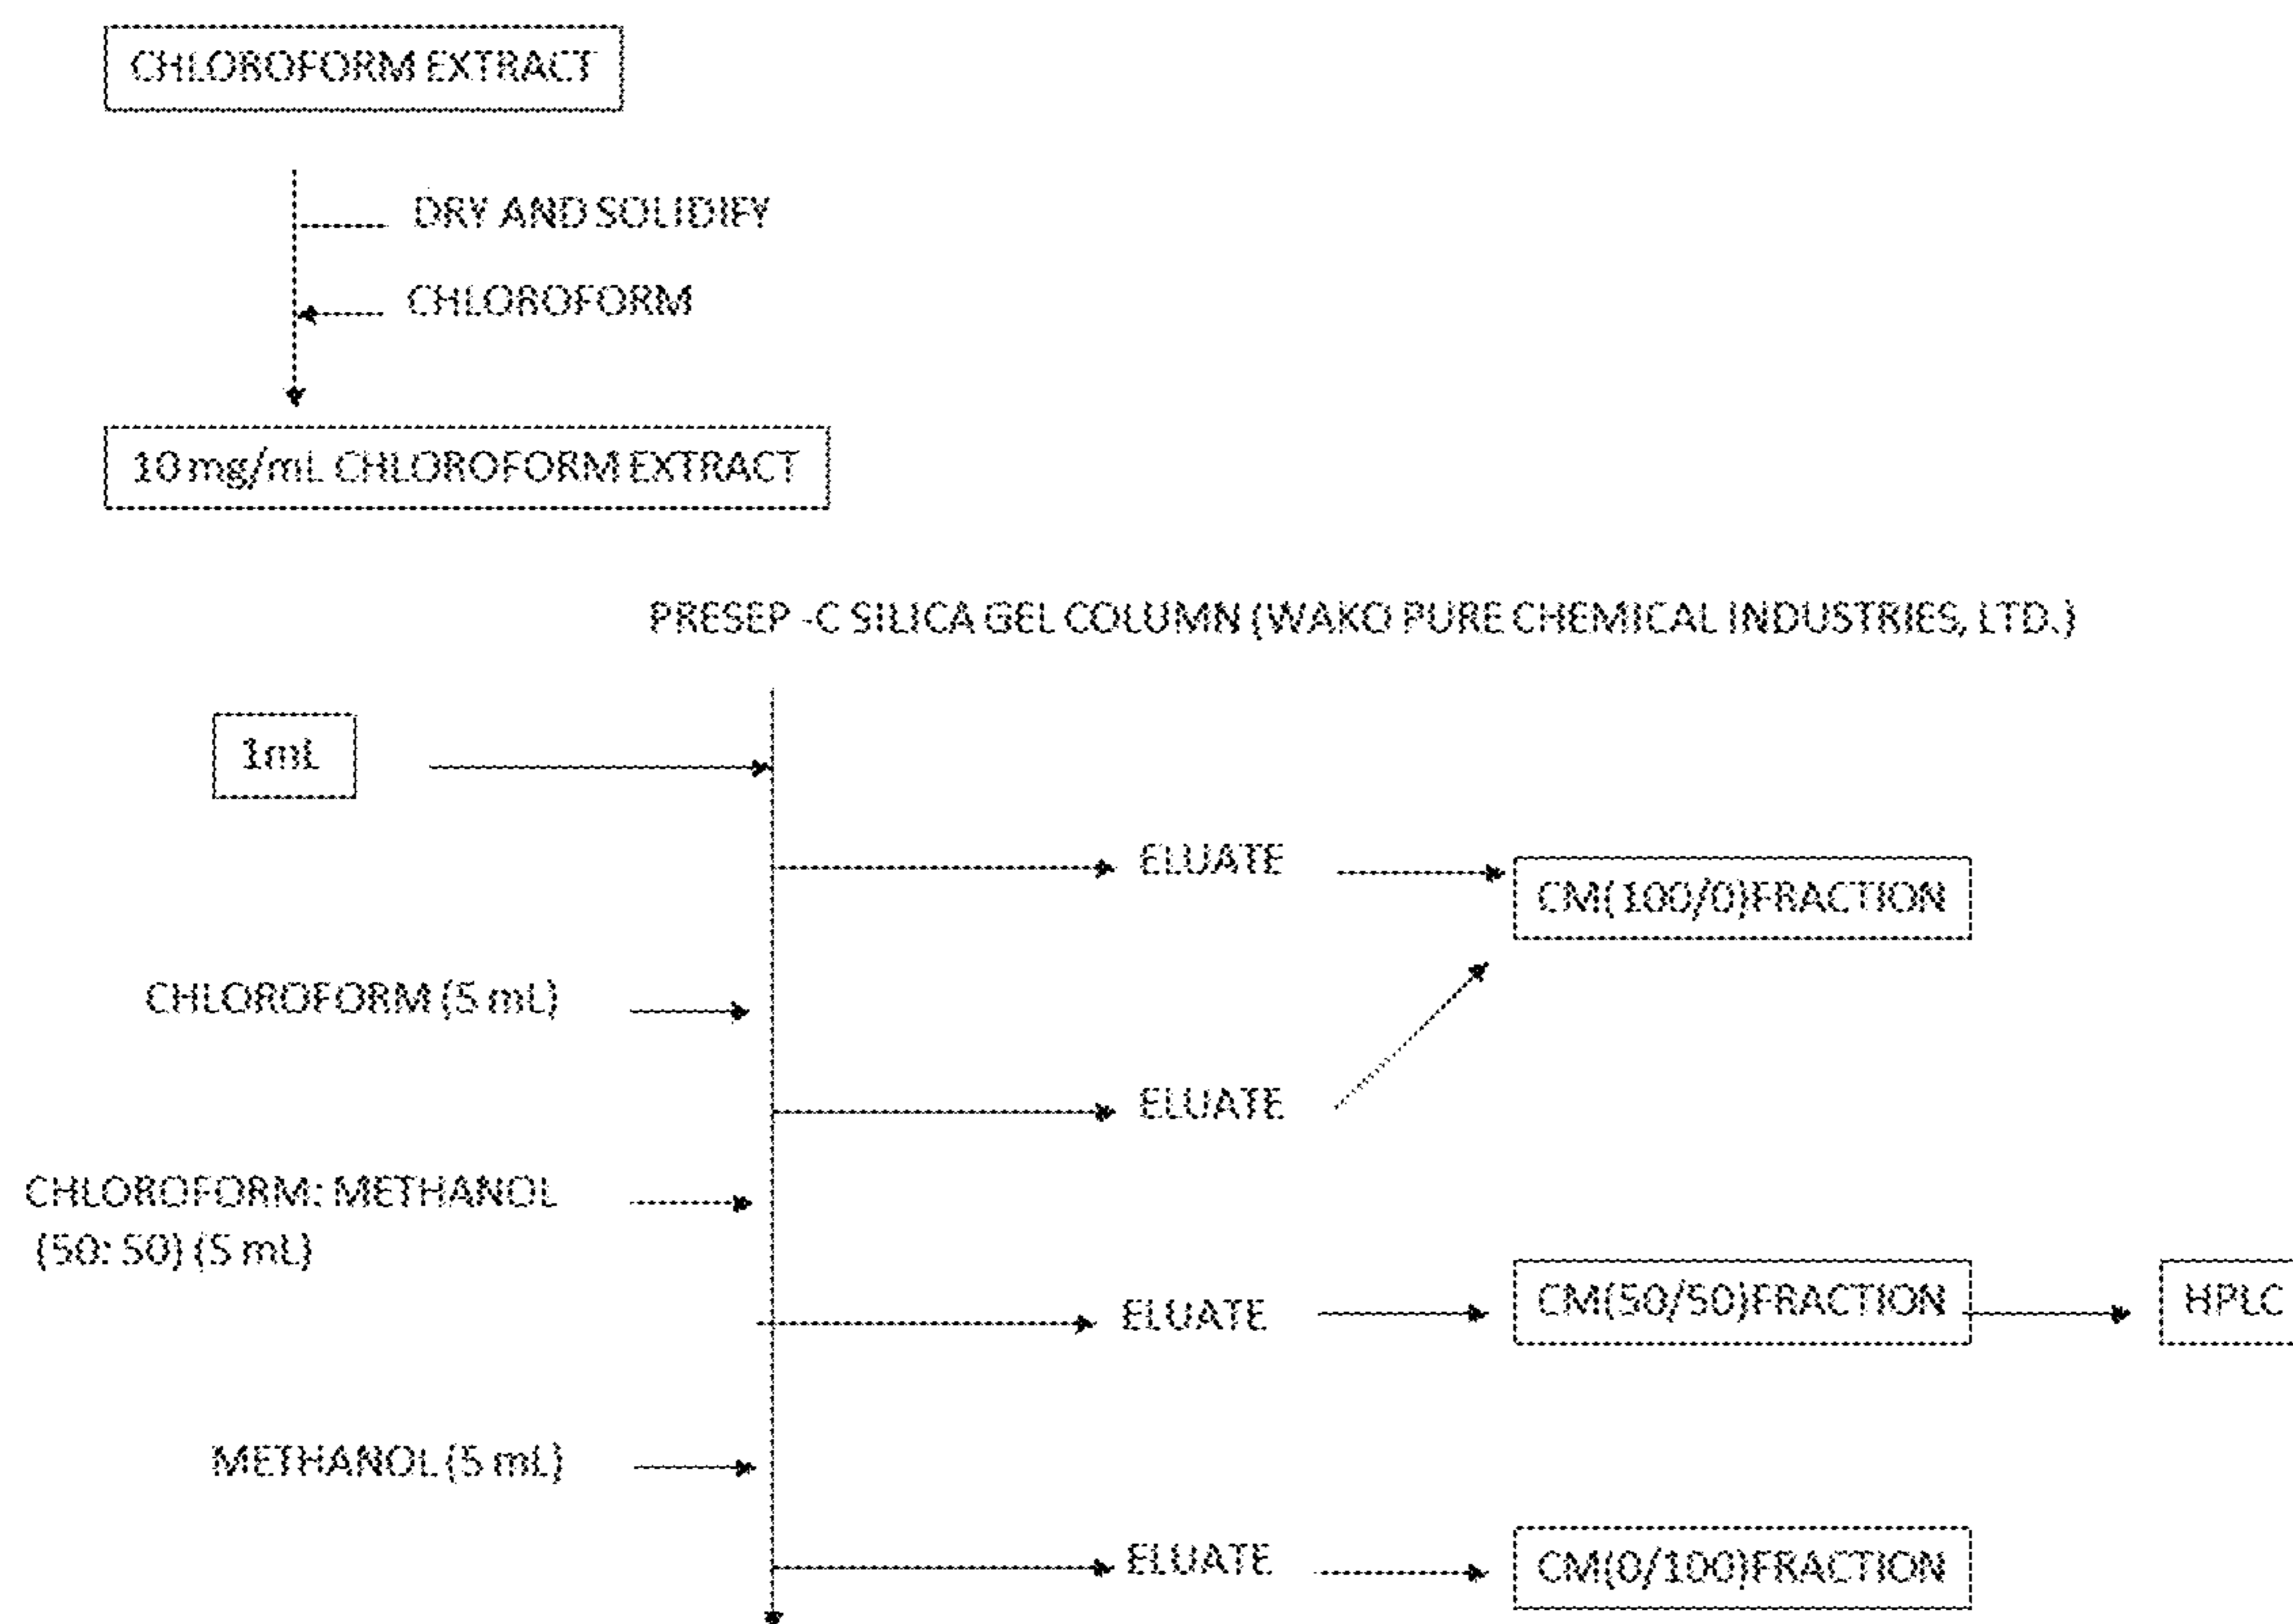 CHLOROFORM EXTRACT
DRY AND SOLIDIFY
CHLOROFORM
10 mg/mL CHLOROFORM EXTRACT
PRESEP -C SILICA GEL COLUMN (WAKO PURE CHEMICAL INDUSTRIES, LTD.)
1mL
ELUATE
CM(100/0)FRACTION
CHLOROFORM (5 mL)
ELUATE
CHLOROFORM: METHANOL
(50: 50) (5 mL)
ELUATE
CM(50/50)FRACTION
HPLC
METHANOL (5 mL)
ELUATE
CM(0/100)FRACTION